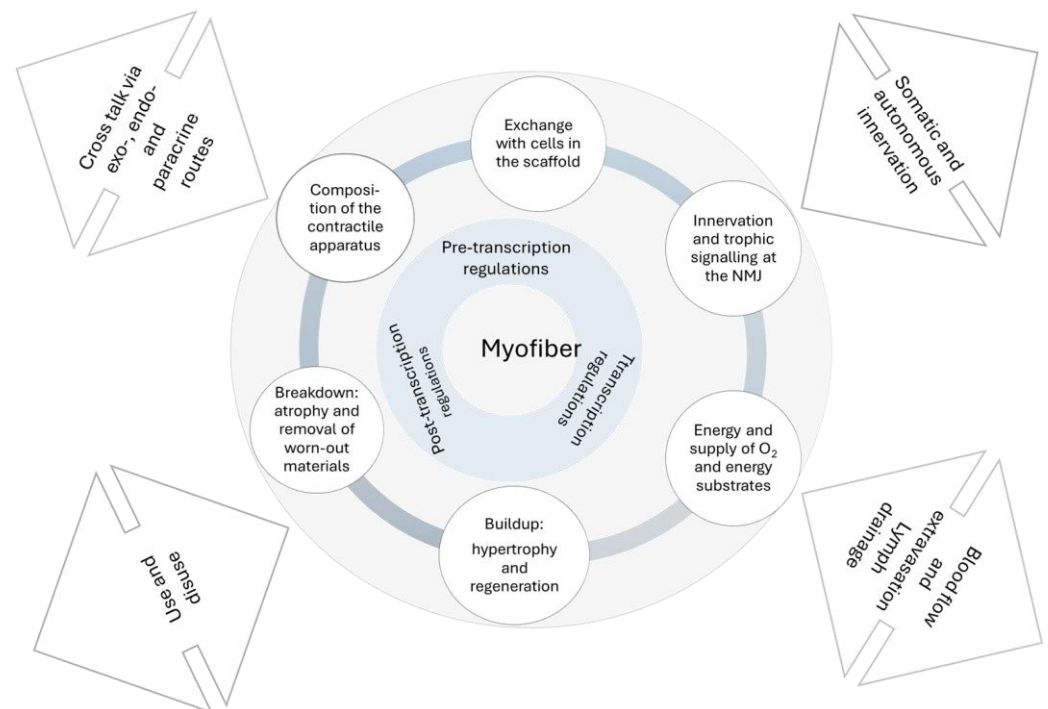 Cross talk via
exo-, endo-
and
paracrine
routes
Somatic and
autonomous
innervation
Exchange
with cells in
the scaffold
Composi-
tion of the
contractile
apparatus
Innervation
and trophic
signalling at
the NMJ
Pre-transcription
regulations
Myofiber
Post-transcription
regulations
Ttranscription
regulations
Breakdown:
atrophy and
removal of
worn-out
materials
Energy and
supply of O₂
and energy
substrates
Buildup:
hypertrophy
and
regeneration
Use and
disuse
Blood flow
and
extravasation
Lymph
drainage